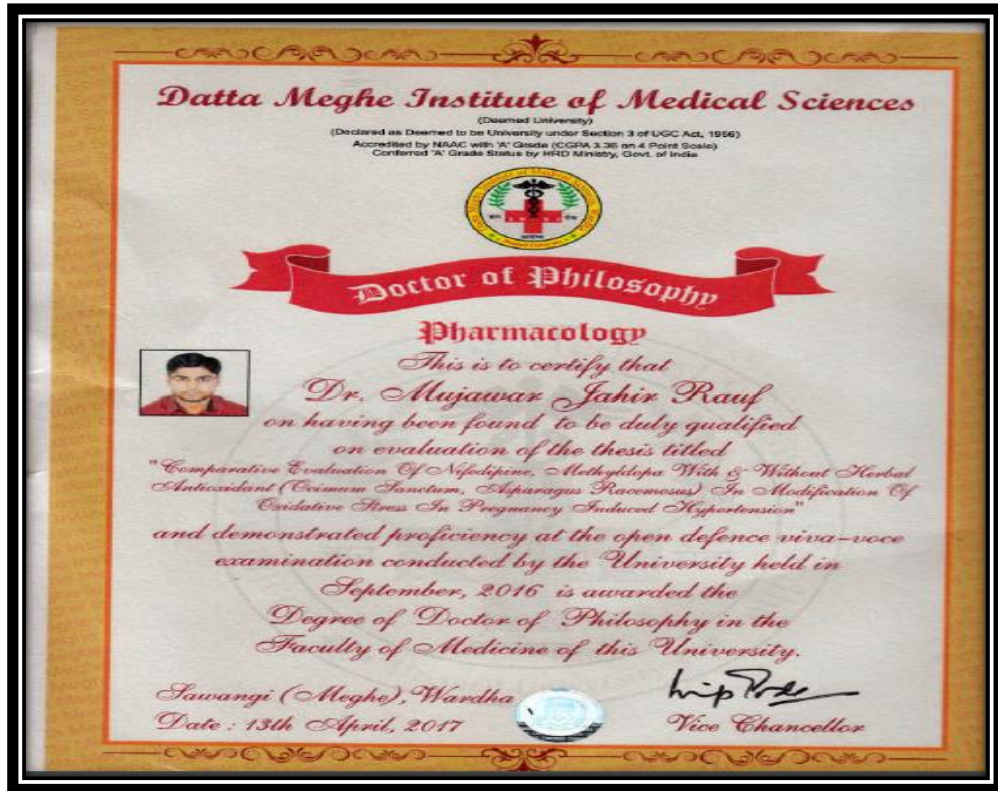 Datta Meghe Institute of Medical Sciences
(Deemed University)
(Declared as Deemed to be University under Section 3 of UGC Act, 1956)
Accredited by NAAC with 'A' Grade (CGPA 3.36 on 4 Point Scale)
Conferred 'A' Grade Status by HRD Ministry, Govt. of India
Doctor of Philosophy
Pharmacology
This is to certify that
Dr. Mujawar Jahir Rauf
on having been found to be duly qualified
on evaluation of the thesis titled
"Comparative Evaluation Of Nifedipine, Methyldopa With & Without Herbal
Antioxidant (Ocimum Sanctum, Asparagus Racemosus) In Modification Of
Oxidative Stress In Pregnancy Induced Hypertension"
and demonstrated proficiency at the open defence viva-voce
examination conducted by the University held in
September, 2016 is awarded the
Degree of Doctor of Philosophy in the
Faculty of Medicine of this University.
Sawangi (Meghe), Wardha
Date : 13th April, 2017
Vice Chancellor